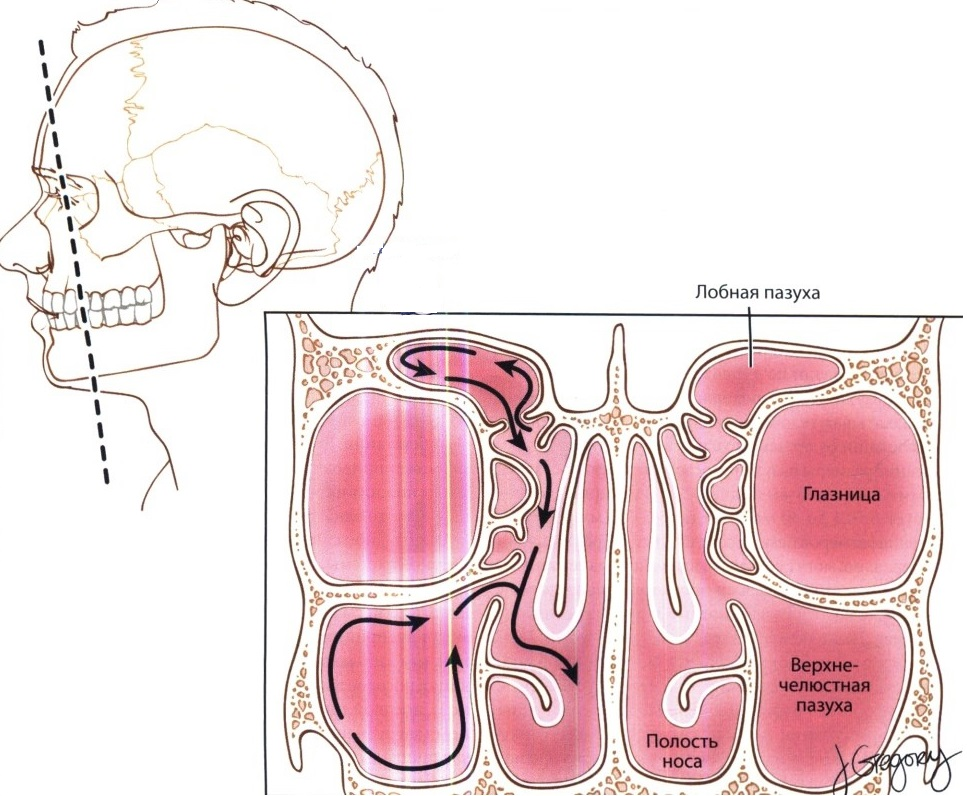 Лобная пазуха
Глазница
Верхне-
челюстная
пазуха
Полость
носа
J Gregory